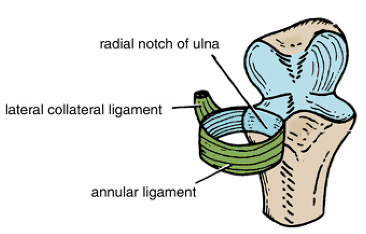 radial notch of ulna
lateral collateral ligament
annular ligament